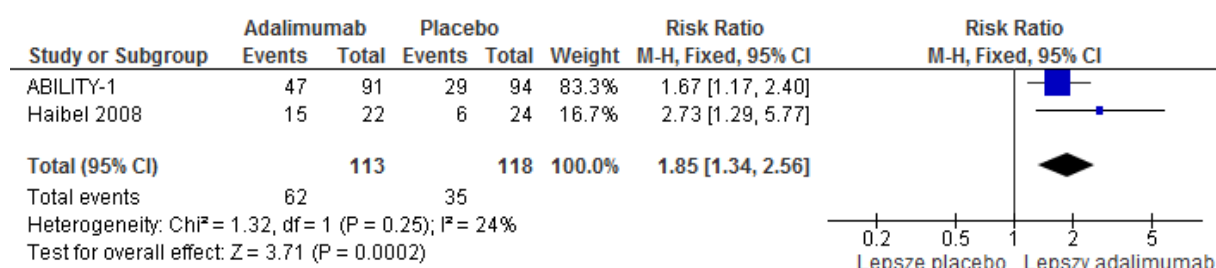 Adalimumab Placebo Risk Ratio Risk Ratio
Study or Subgroup Events Total Events Total Weight M-H, Fixed, 95% CI M-H, Fixed, 95% CI
ABILITY-1 47 91 29 94 83.3% 1.67 [1.17, 2.40]
Haibel 2008 15 22 6 24 16.7% 2.73 [1.29, 5.77]
Total (95% CI) 113 118 100.0% 1.85 [1.34, 2.56]
Total events 62 35
Heterogeneity: Chi² = 1.32, df = 1 (P = 0.25); I² = 24%
Test for overall effect: Z = 3.71 (P = 0.0002)
0.2 0.5 1 2 5
Lepsze placebo Lepszy adalimumab